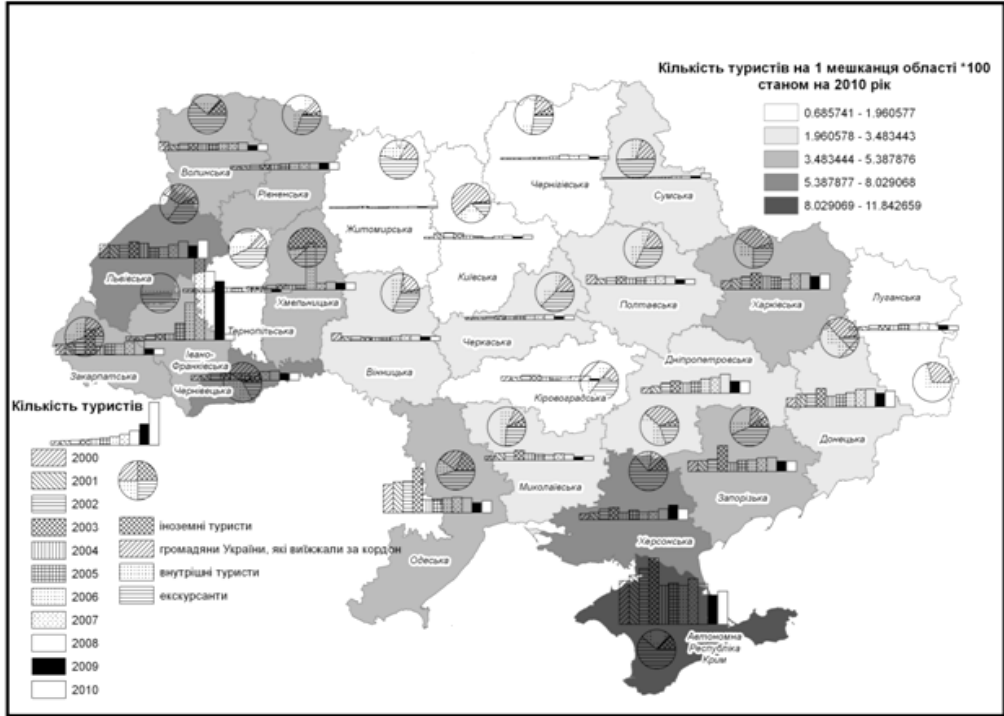 Кількість туристів на 1 мешканця області *100
станом на 2010 рік
0.685741 - 1.960577
1.960578 - 3.483443
3.483444 - 5.387876
5.387877 - 8.029068
8.029069 - 11.842659
Волинська
Рівненська
Житомирська
Чернігівська
Сумська
Київська
Львівська
Хмельницька
Тернопільська
Івано-
Франківська
Закарпатська
Чернівецька
Вінницька
Черкаська
Полтавська
Харківська
Луганська
Кіровоградська
Дніпропетровська
Донецька
Миколаївська
Запорізька
Одеська
Херсонська
Автономна
Республіка
Крим
Кількість туристів
2000
2001
2002
2003
2004
2005
2006
2007
2008
2009
2010
іноземні туристи
громадяни України, які виїжжали за кордон
внутрішні туристи
екскурсанти